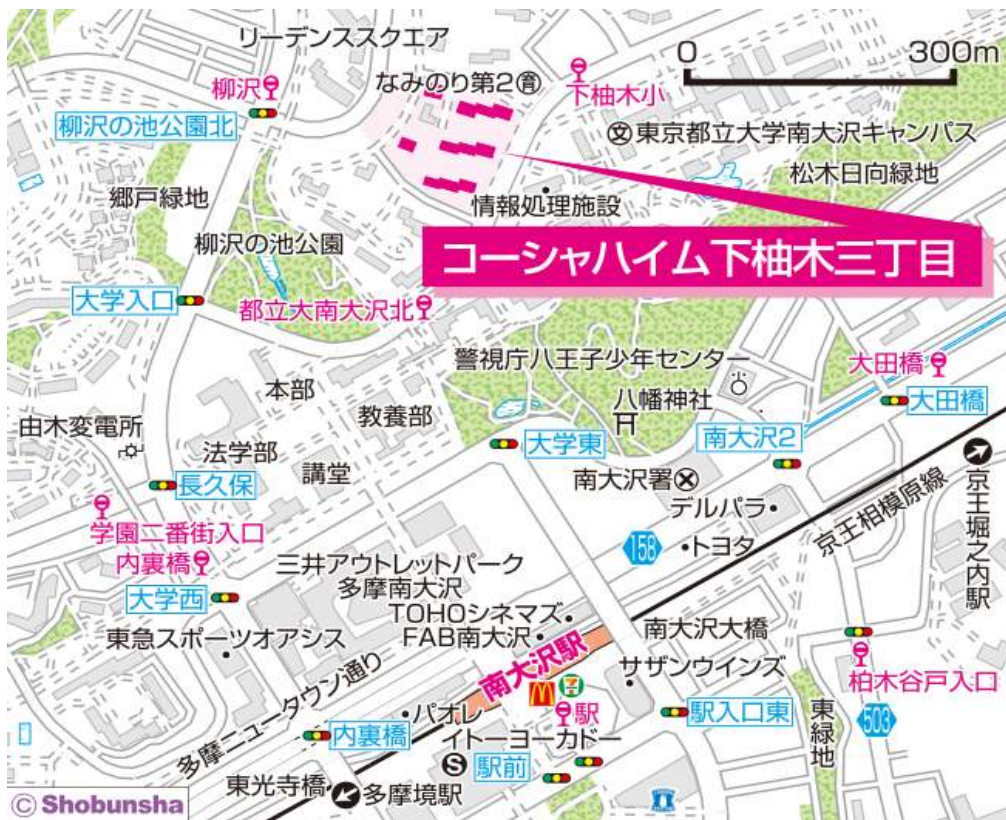 リーデンススクエア
0 300m
なみのり第2 育
柳沢
下柚木小
柳沢の池公園北
文 東京都立大学南大沢キャンパス
松木日向緑地
郷戸緑地
情報処理施設
柳沢の池公園
コーシャハイム下柚木三丁目
大学入口
都立大南大沢北
警視庁八王子少年センター
大田橋
本部
八幡神社
大田橋
教養部
由木変電所
大学東
南大沢2
法学部
講堂
南大沢署
長久保
デルパラ
京王相模原線
京王堀之内駅
学園二番街入口
158
トヨタ
内裏橋
三井アウトレットパーク
多摩南大沢
大学西
TOHOシネマズ
東急スポーツオアシス
FAB南大沢
南大沢大橋
南大沢駅
サザンウインズ
柏木谷戸入口
多摩ニュータウン通り
M
7
パオレ
駅
駅入口東
503
内裏橋
イトーヨーカドー
東緑地
S
駅前
東光寺橋
多摩境駅
© Shobunsha